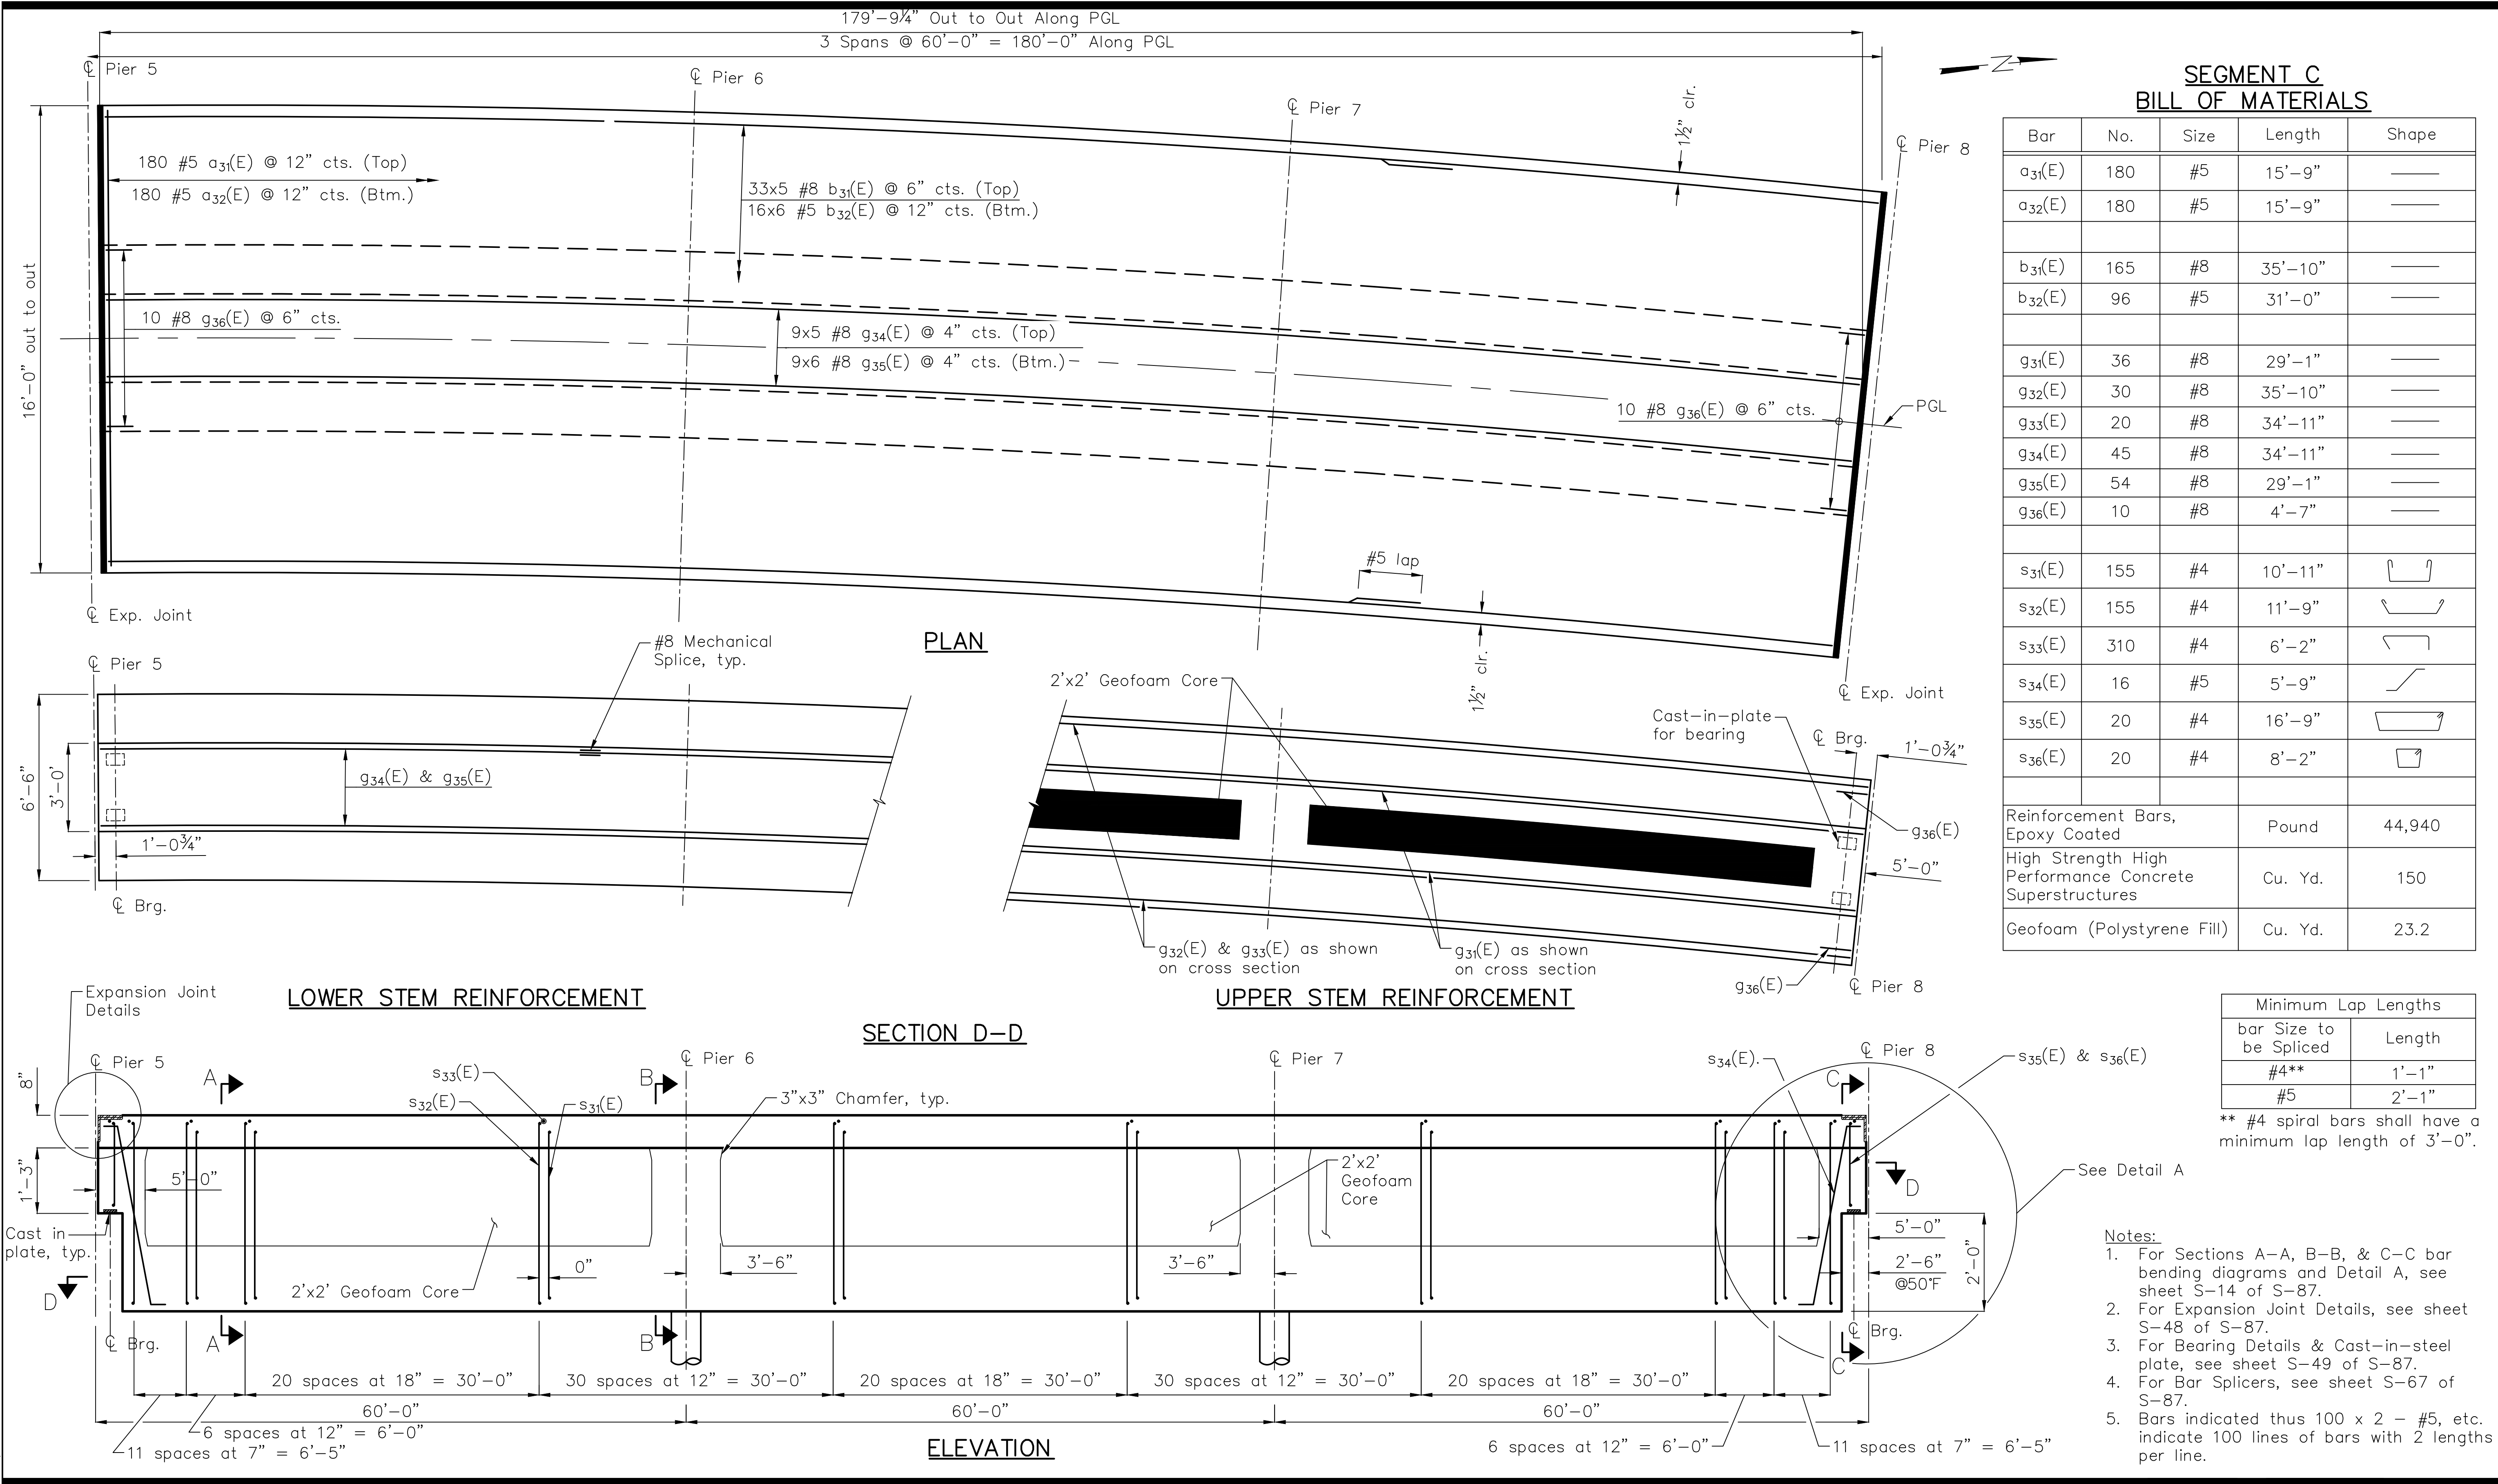 179'-9¼" Out to Out Along PGL
3 Spans @ 60'-0" = 180'-0" Along PGL
℄ Pier 5
℄ Pier 6
℄ Pier 7
℄ Pier 8
N
1½" clr.
16'-0" out to out
180 #5 a31(E) @ 12" cts. (Top)
180 #5 a32(E) @ 12" cts. (Btm.)
33x5 #8 b31(E) @ 6" cts. (Top)
16x6 #5 b32(E) @ 12" cts. (Btm.)
10 #8 g36(E) @ 6" cts.
9x5 #8 g34(E) @ 4" cts. (Top)
9x6 #8 g35(E) @ 4" cts. (Btm.)
10 #8 g36(E) @ 6" cts.
PGL
#5 lap
1½" clr.
℄ Exp. Joint
℄ Exp. Joint
PLAN
℄ Pier 5
#8 Mechanical
Splice, typ.
6'-6"
3'-0'
g34(E) & g35(E)
1'-0¾"
℄ Brg.
LOWER STEM REINFORCEMENT
2'x2' Geofoam Core
Cast-in-plate
for bearing
℄ Brg.
1'-0¾"
g36(E)
5'-0"
g32(E) & g33(E) as shown
on cross section
g31(E) as shown
on cross section
g36(E)
℄ Pier 8
UPPER STEM REINFORCEMENT
SECTION D-D
Expansion Joint
Details
℄ Pier 5
℄ Pier 6
℄ Pier 7
℄ Pier 8
8"
1'-3"
A
B
C
s33(E)
s32(E)
s31(E)
3"x3" Chamfer, typ.
s34(E).
s35(E) & s36(E)
5'-0"
2'x2'
Geofoam
Core
D
See Detail A
Cast in
plate, typ.
D
2'x2' Geofoam Core
0"
3'-6"
3'-6"
5'-0"
2'-6"
@50°F
2'-0"
℄ Brg.
A
B
C
℄ Brg.
20 spaces at 18" = 30'-0"
30 spaces at 12" = 30'-0"
20 spaces at 18" = 30'-0"
30 spaces at 12" = 30'-0"
20 spaces at 18" = 30'-0"
60'-0"
60'-0"
60'-0"
6 spaces at 12" = 6'-0"
11 spaces at 7" = 6'-5"
6 spaces at 12" = 6'-0"
11 spaces at 7" = 6'-5"
ELEVATION
SEGMENT C
BILL OF MATERIALS
Bar No. Size Length Shape
a31(E) 180 #5 15'-9"
a32(E) 180 #5 15'-9"
b31(E) 165 #8 35'-10"
b32(E) 96 #5 31'-0"
g31(E) 36 #8 29'-1"
g32(E) 30 #8 35'-10"
g33(E) 20 #8 34'-11"
g34(E) 45 #8 34'-11"
g35(E) 54 #8 29'-1"
g36(E) 10 #8 4'-7"
s31(E) 155 #4 10'-11"
s32(E) 155 #4 11'-9"
s33(E) 310 #4 6'-2"
s34(E) 16 #5 5'-9"
s35(E) 20 #4 16'-9"
s36(E) 20 #4 8'-2"
Reinforcement Bars,
Epoxy Coated Pound 44,940
High Strength High
Performance Concrete
Superstructures Cu. Yd. 150
Geofoam (Polystyrene Fill) Cu. Yd. 23.2
Minimum Lap Lengths
bar Size to
be Spliced Length
#4** 1'-1"
#5 2'-1"
** #4 spiral bars shall have a
minimum lap length of 3'-0".
Notes:
1. For Sections A-A, B-B, & C-C bar
bending diagrams and Detail A, see
sheet S-14 of S-87.
2. For Expansion Joint Details, see sheet
S-48 of S-87.
3. For Bearing Details & Cast-in-steel
plate, see sheet S-49 of S-87.
4. For Bar Splicers, see sheet S-67 of
S-87.
5. Bars indicated thus 100 x 2 - #5, etc.
indicate 100 lines of bars with 2 lengths
per line.